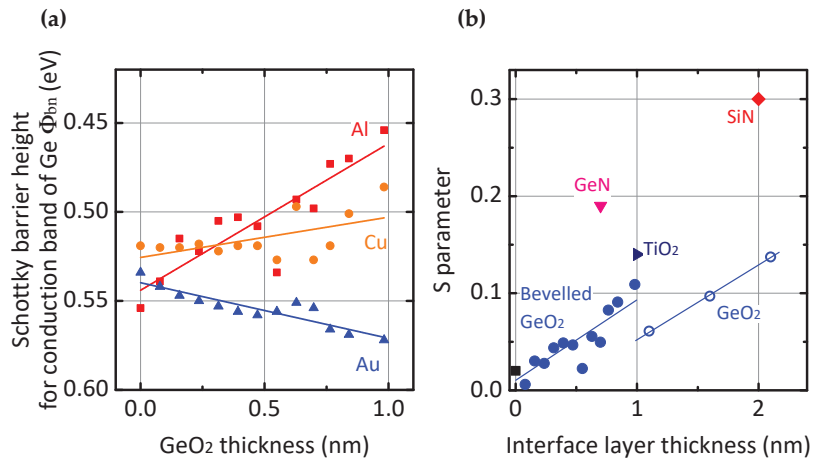 (a)
Schottky barrier height
for conduction band of Ge Φbn (eV)
0.45
0.50
0.55
0.60
Al
Cu
Au
0.0
0.5
1.0
GeO2 thickness (nm)
(b)
S parameter
0.3
0.2
0.1
0.0
SiN
GeN
TiO2
Bevelled
GeO2
GeO2
0
1
2
Interface layer thickness (nm)